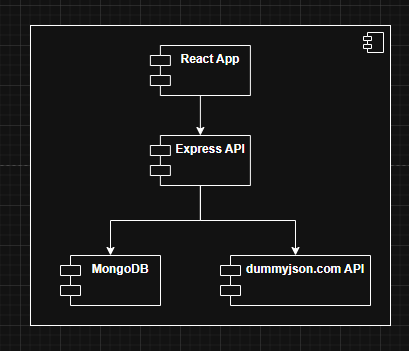 React App
Express API
MongoDB
dummyjson.com API